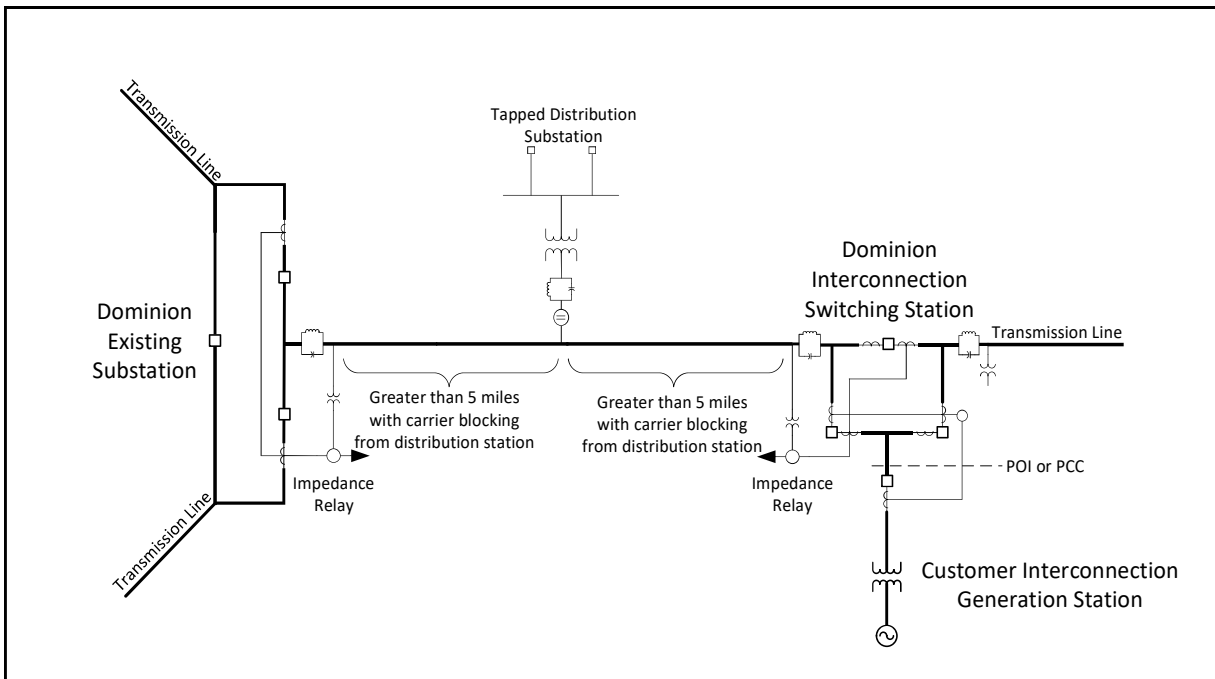 Transmission Line
Tapped Distribution
Substation
Dominion
Interconnection
Switching Station
Dominion
Existing
Substation
Transmission Line
Greater than 5 miles
with carrier blocking
from distribution station
Greater than 5 miles
with carrier blocking
from distribution station
Impedance
Relay
Impedance
Relay
POI or PCC
Transmission Line
Customer Interconnection
Generation Station